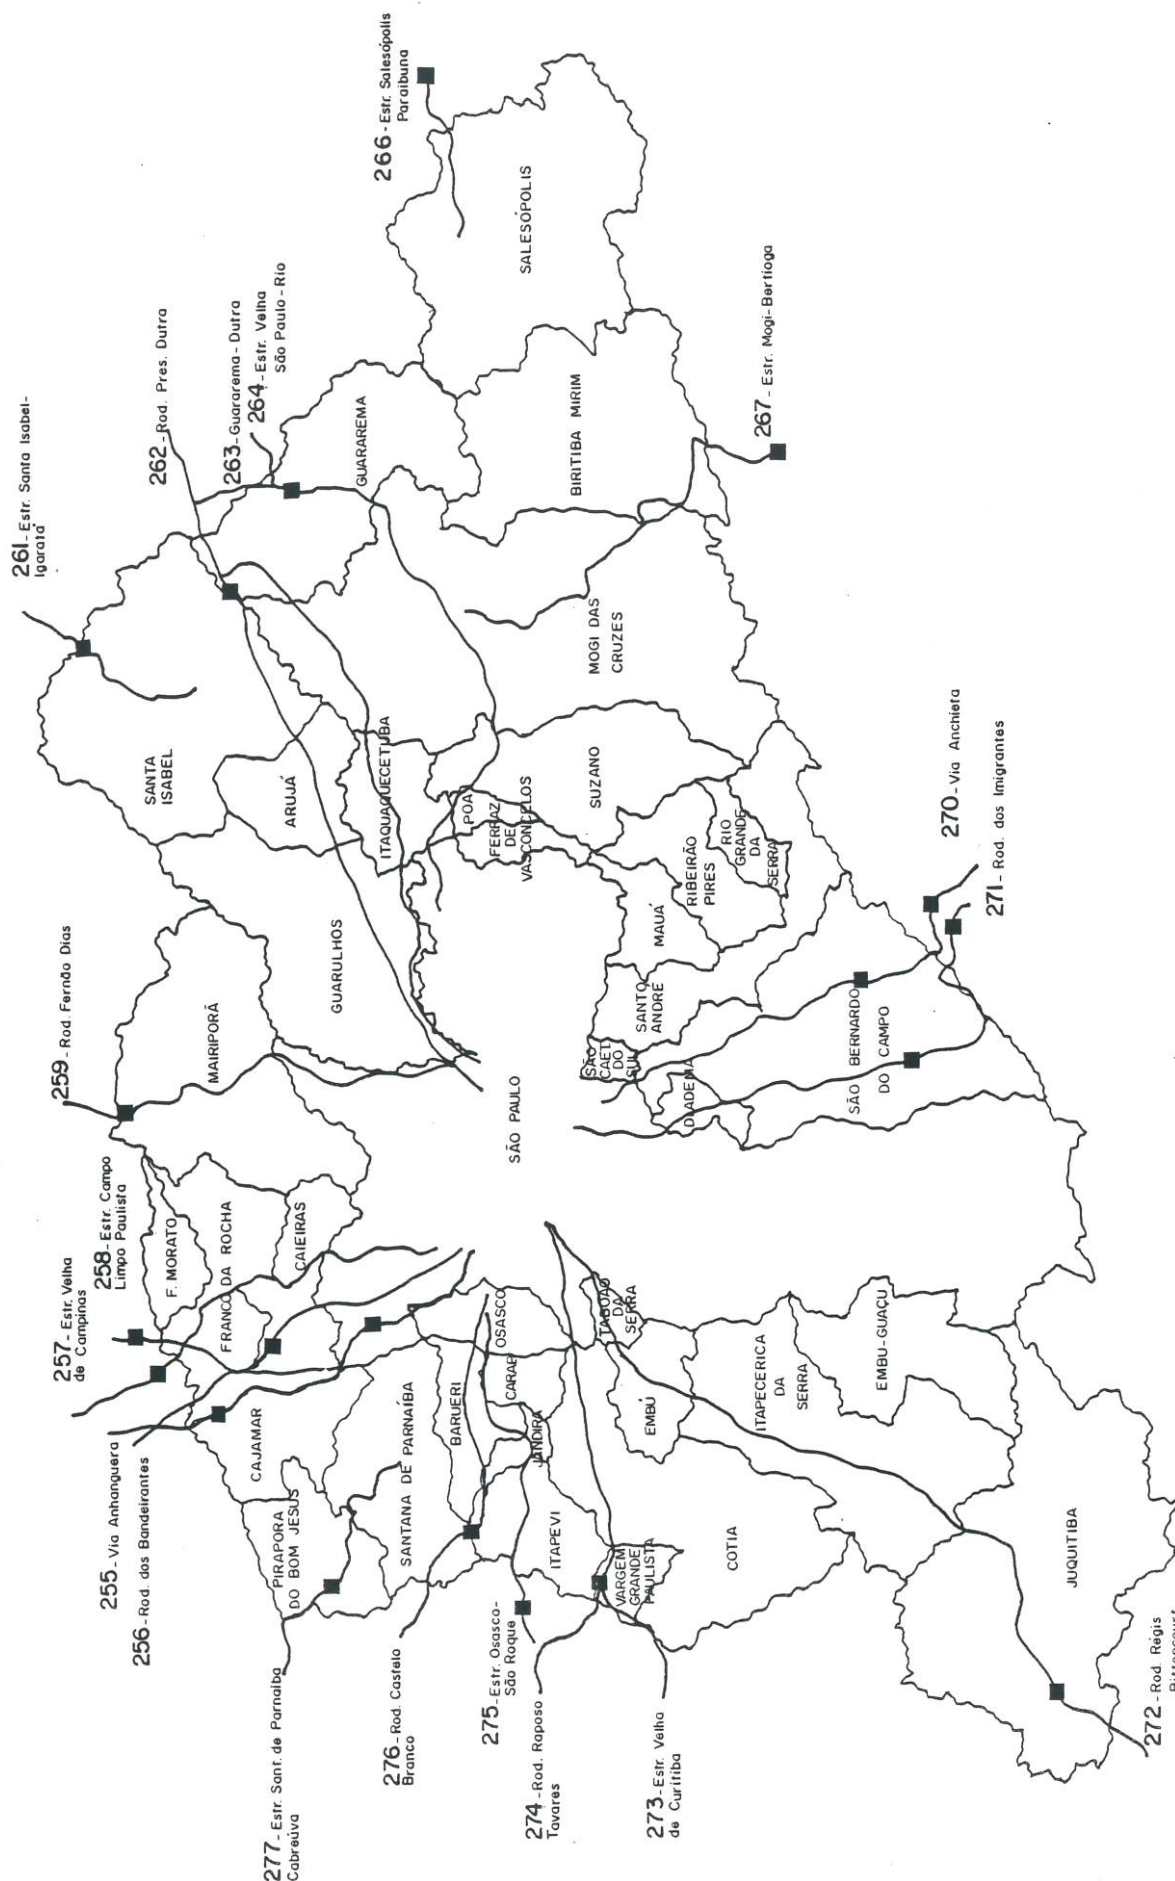 277-Estr. Sant. de Parnaiba
Cabreúva
255-Via Anhanguera
256-Rod. dos Bandeirantes
257-Estr. Velha
de Campinas
258-Estr. Campo
Limpo Paulista
259-Rod. Fernão Dias
261-Estr. Santa Isabel-
Igaratá
262-Rod. Pres. Dutra
263-Guararema-Dutra
264-Estr. Velha
São Paulo-Rio
266-Estr. Salesópolis
Paraibuna
267-Estr. Mogi-Bertioga
270-Via Anchieta
271-Rod. dos Imigrantes
272-Rod. Régis
273-Estr. Velha
de Curitiba
274-Rod. Raposo
Tavares
275-Estr. Osasco-
São Roque
276-Rod. Castelo
Branco
PIRAPORA
DO BOM JESUS
CAJAMAR
SANTANA DE PARNAÍBA
F. MORATO
FRANCO DA ROCHA
CAIEIRAS
MAIRIPORÃ
GUARULHOS
SANTA
ISABEL
ARUJÁ
ITAQUAQUECETUBA
GUARAREMA
SALESÓPOLIS
BIRITIBA MIRIM
MOGI DAS
CRUZES
POÁ
FERRAZ
DE
VASCONCELOS
SUZANO
RIBEIRÃO
PIRES
RIO
GRANDE
DA
SERRA
MAUÁ
SANTO
ANDRÉ
SÃO
CAET
DO
SUL
DIADEMA
SÃO BERNARDO
DO CAMPO
SÃO PAULO
OSASCO
BARUERI
CARAP
JANDIRA
ITAPEVI
TABOÃO
DA
SERRA
EMBÚ
VARGEM
GRANDE
PAULISTA
COTIA
ITAPECERICA
DA
SERRA
EMBU-GUAÇU
JUQUITIBA